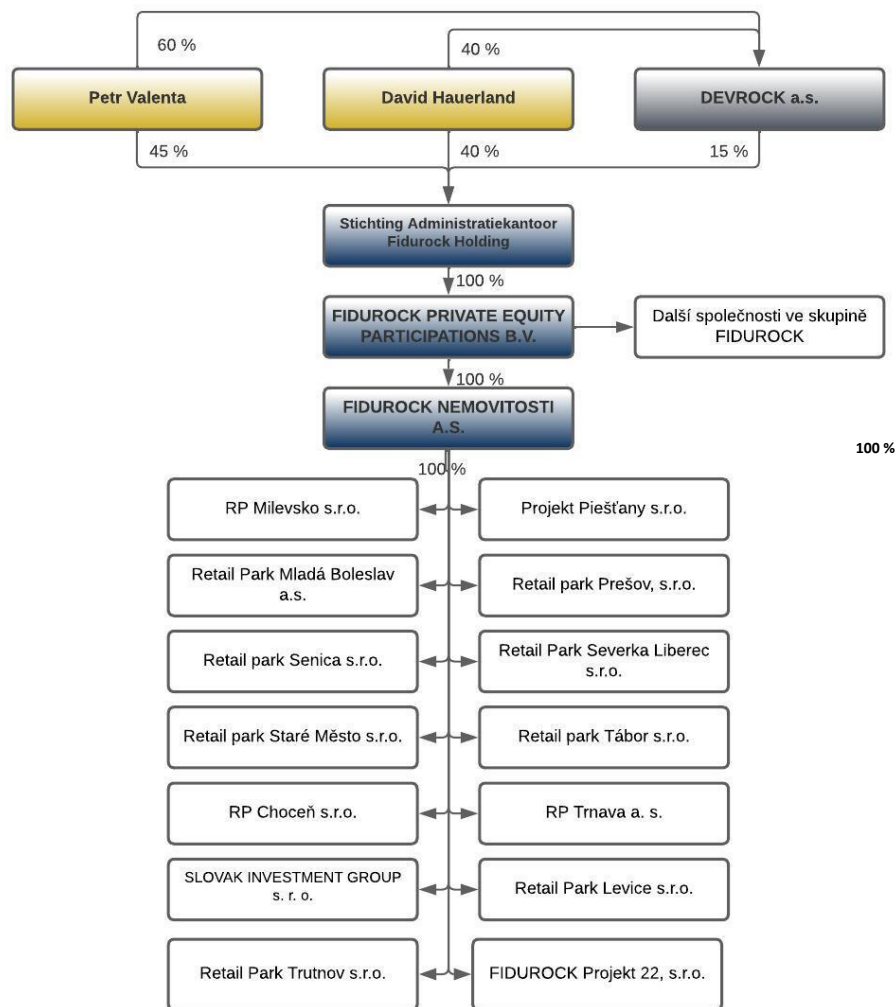 60 %
40 %
Petr Valenta
David Hauerland
DEVROCK a.s.
45 %
40 %
15 %
Stichting Administratiekantoor
Fidurock Holding
100 %
FIDUROCK PRIVATE EQUITY
PARTICIPATIONS B.V.
Další společnosti ve skupině
FIDUROCK
100 %
FIDUROCK NEMOVITOSTI
A.S.
100 %
100 %
RP Milevsko s.r.o.
Projekt Piešťany s.r.o.
Retail Park Mladá Boleslav
a.s.
Retail park Prešov, s.r.o.
Retail park Senica s.r.o.
Retail Park Severka Liberec
s.r.o.
Retail park Staré Město s.r.o.
Retail park Tábor s.r.o.
RP Choceň s.r.o.
RP Trnava a. s.
SLOVAK INVESTMENT GROUP
s. r. o.
Retail Park Levice s.r.o.
Retail Park Trutnov s.r.o.
FIDUROCK Projekt 22, s.r.o.